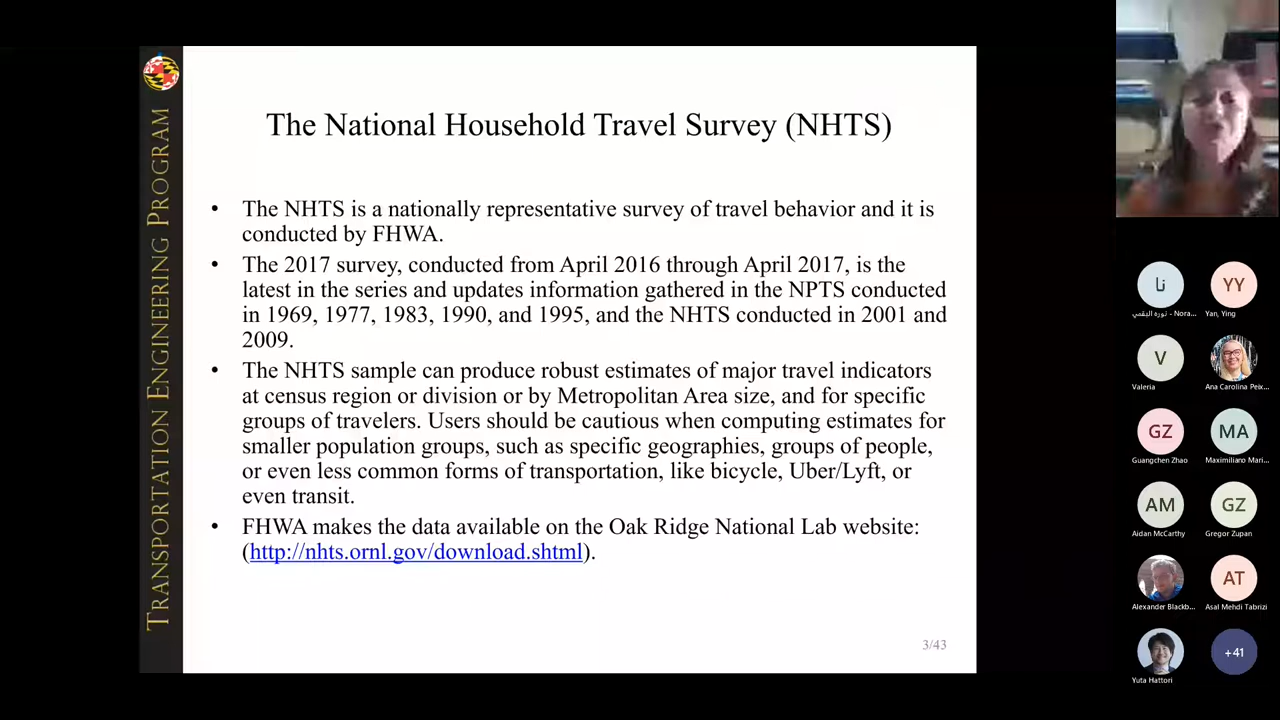 TRANSPORTATION ENGINEERING PROGRAM
The National Household Travel Survey (NHTS)
• The NHTS is a nationally representative survey of travel behavior and it is
conducted by FHWA.
• The 2017 survey, conducted from April 2016 through April 2017, is the
latest in the series and updates information gathered in the NPTS conducted
in 1969, 1977, 1983, 1990, and 1995, and the NHTS conducted in 2001 and
2009.
• The NHTS sample can produce robust estimates of major travel indicators
at census region or division or by Metropolitan Area size, and for specific
groups of travelers. Users should be cautious when computing estimates for
smaller population groups, such as specific geographies, groups of people,
or even less common forms of transportation, like bicycle, Uber/Lyft, or
even transit.
• FHWA makes the data available on the Oak Ridge National Lab website:
(http://nhts.ornl.gov/download.shtml).
3/43
نا
YY
نوره البقمي - Nora...
Yan, Ying
V
Valeria
Ana Carolina Peix...
GZ
MA
Guangchen Zhao
Maximiliano Mari...
AM
GZ
Aidan McCarthy
Gregor Zupan
AT
Alexander Blackb...
Asal Mehdi Tabrizi
+41
Yuta Hattori